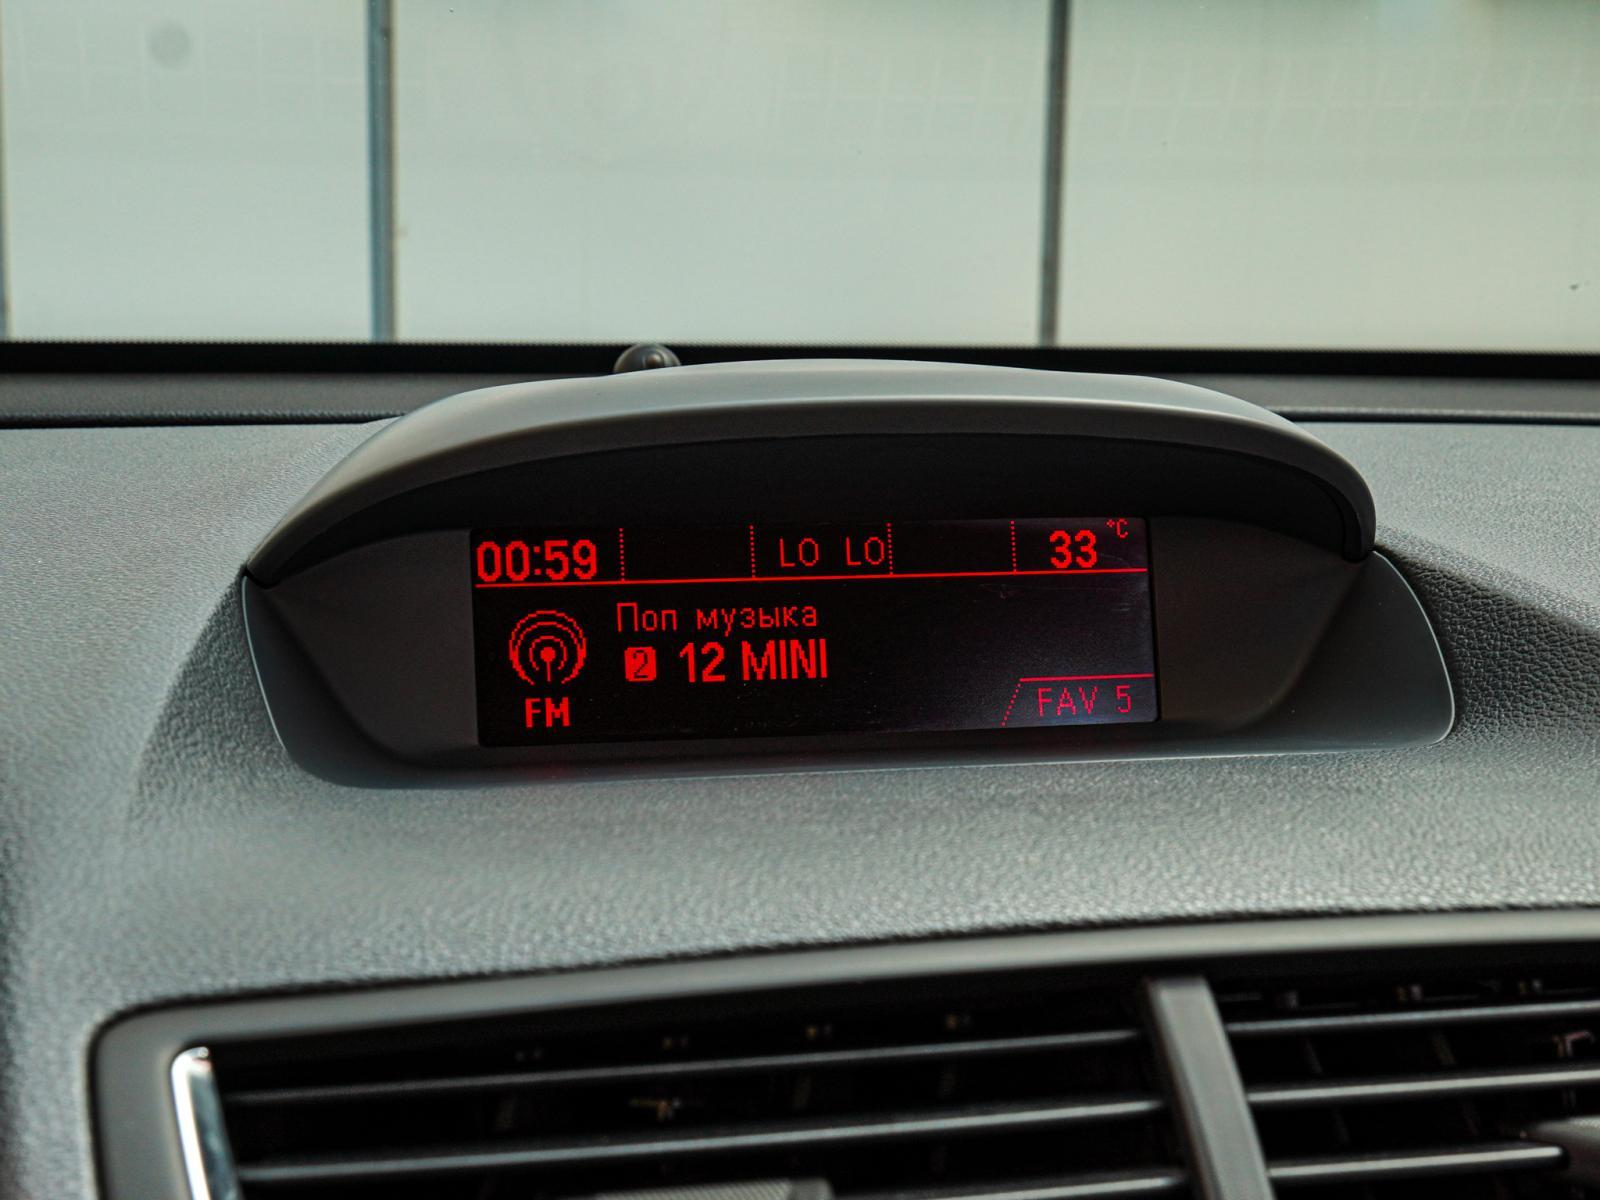 00:59 LO LO 33 °C
Поп музыка
2 12 MINI
FM
FAV 5